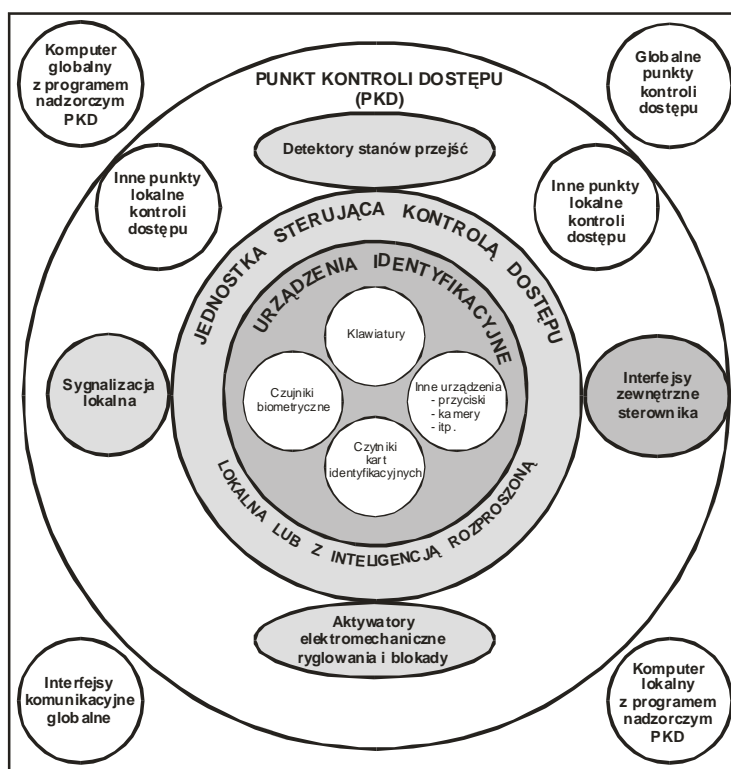 Komputer
globalny
z programem
nadzorczym
PKD
PUNKT KONTROLI DOSTĘPU
(PKD)
Globalne
punkty
kontroli
dostępu
Detektory stanów przejść
Inne punkty
lokalne
kontroli
dostępu
Inne punkty
lokalne
kontroli
dostępu
JEDNOSTKA STERUJĄCA KONTROLĄ DOSTĘPU
URZĄDZENIA IDENTYFIKACYJNE
Klawiatury
Sygnalizacja
lokalna
Czujniki
biometryczne
Inne urządzenia
- przyciski
- kamery
- itp.
Interfejsy
zewnętrzne
sterownika
Czytniki
kart
identyfikacyjnych
LOKALNA LUB Z INTELIGENCJĄ ROZPROSZONĄ
Aktywatory
elektromechaniczne
ryglowania i blokady
Interfejsy
komunikacyjne
globalne
Komputer
lokalny
z programem
nadzorczym
PKD